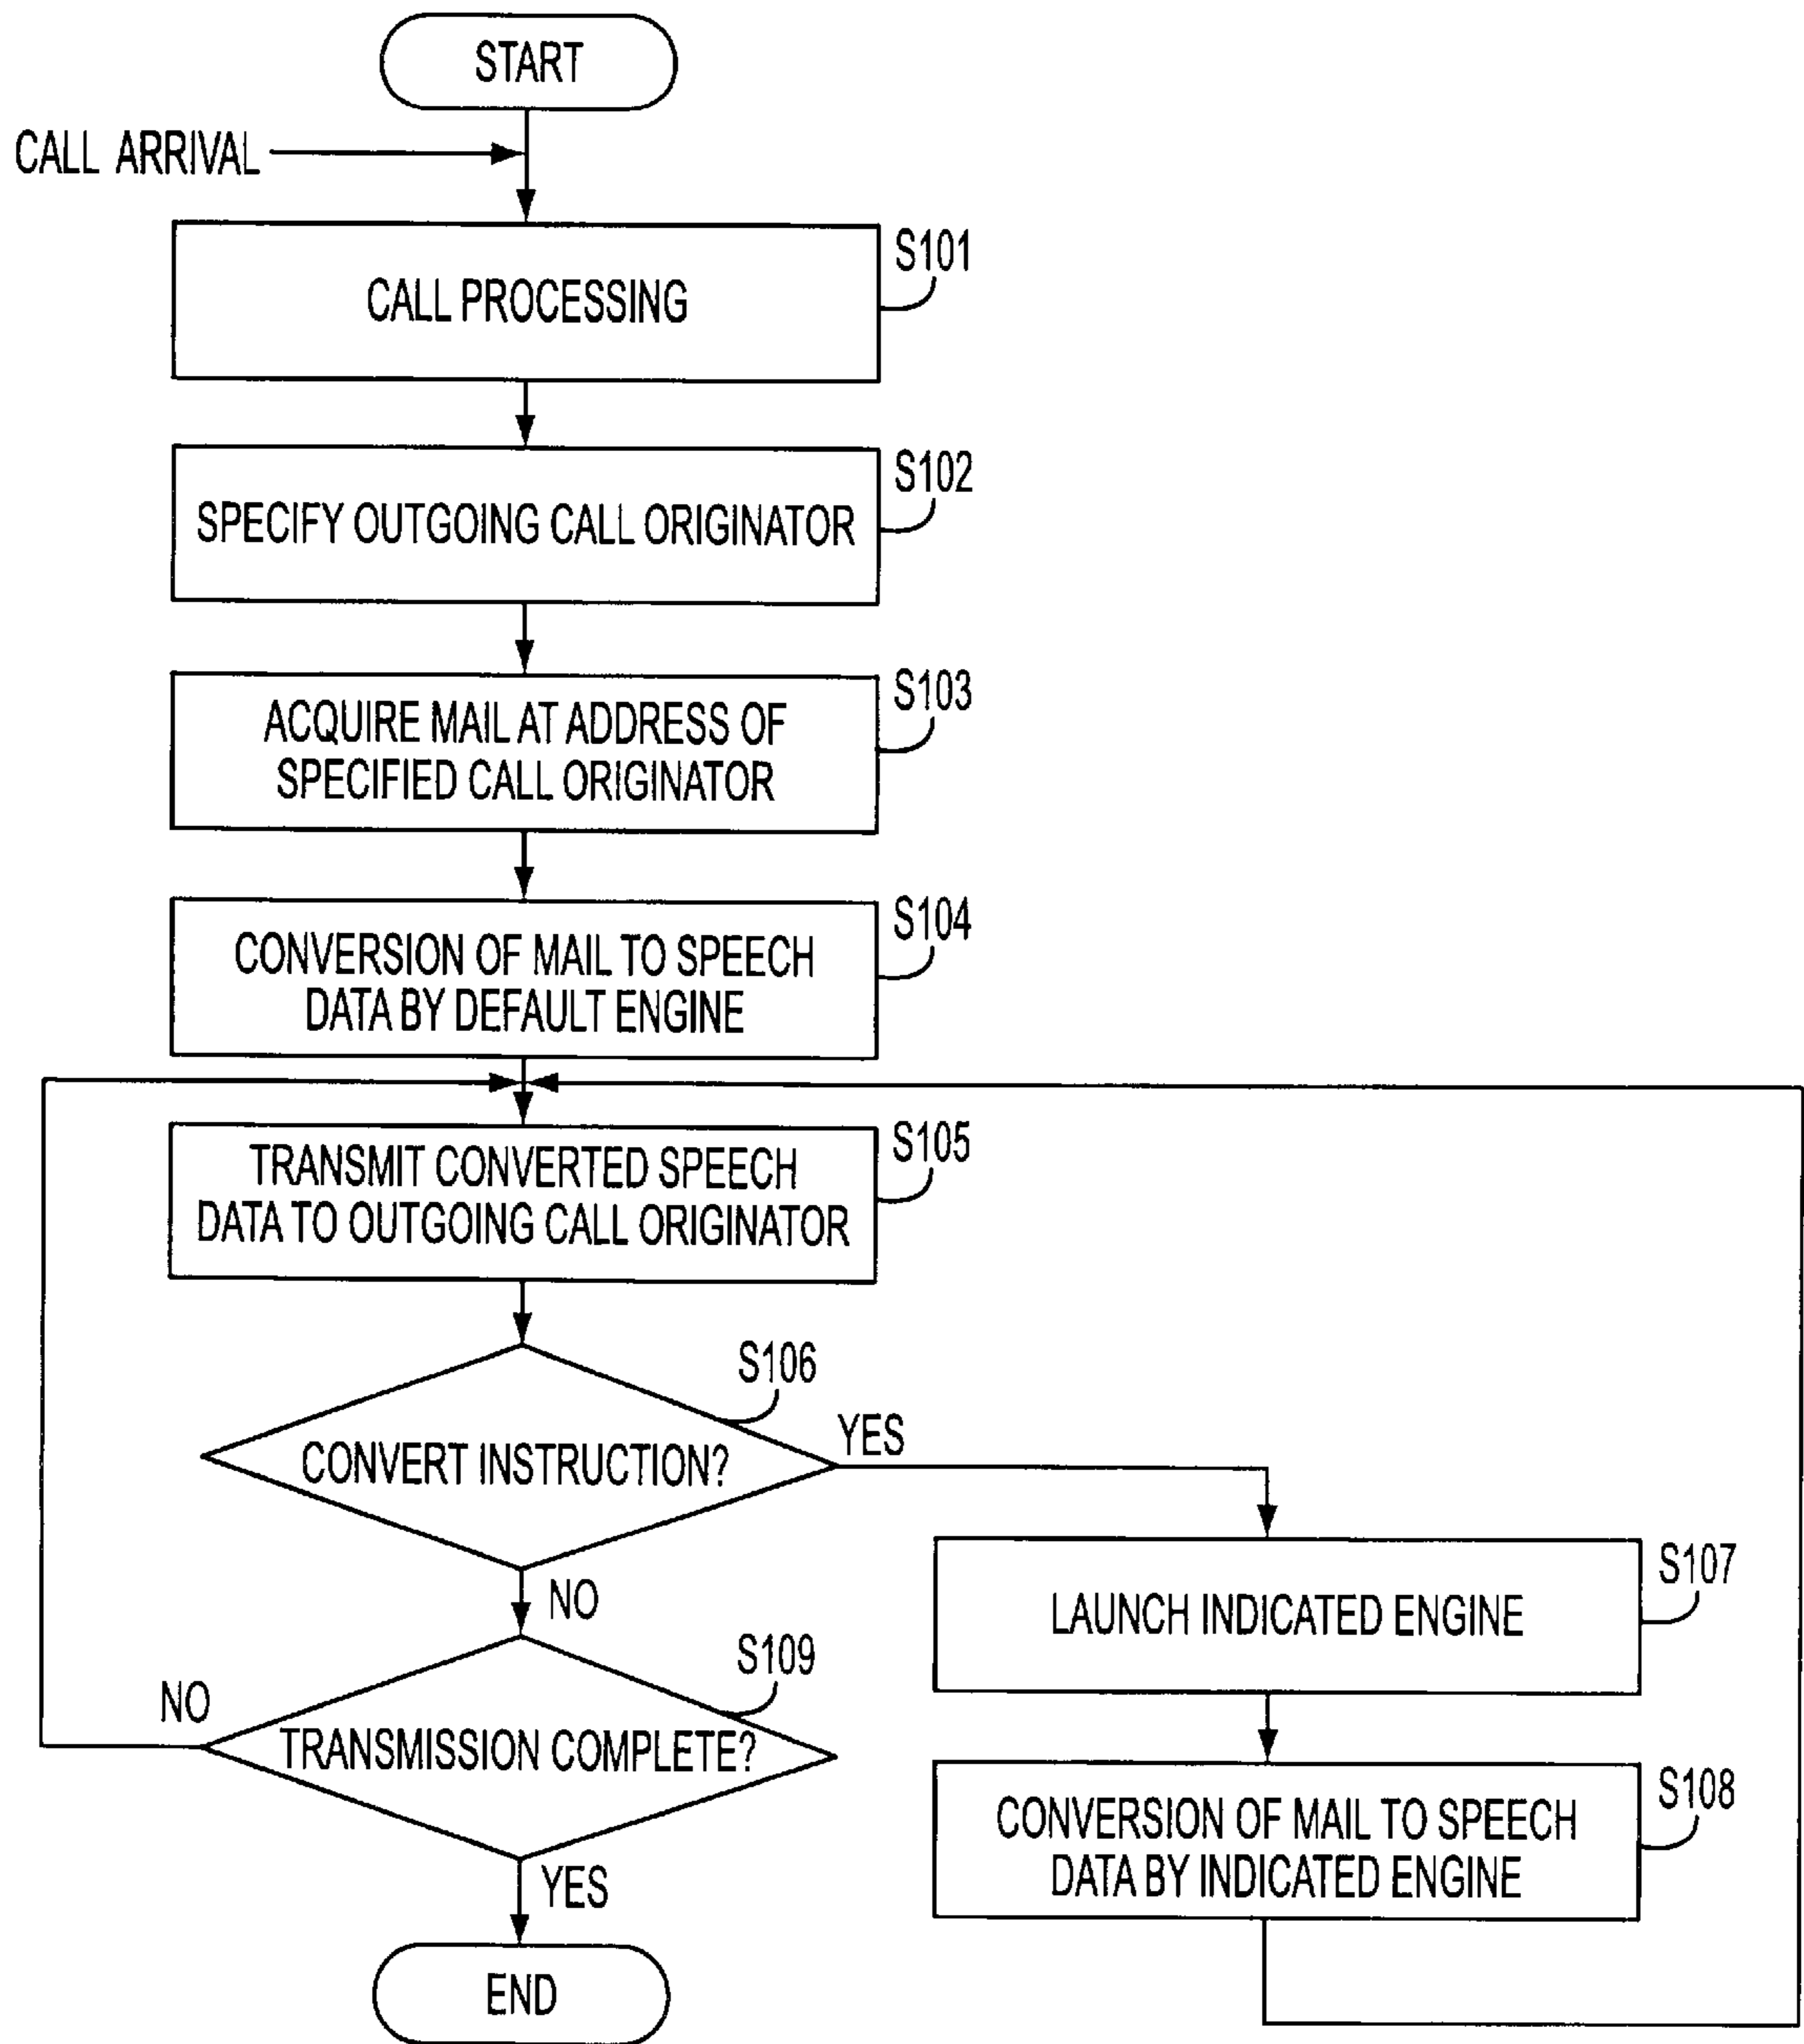 START
CALL ARRIVAL
S101
CALL PROCESSING
S102
SPECIFY OUTGOING CALL ORIGINATOR
S103
ACQUIRE MAIL AT ADDRESS OF
SPECIFIED CALL ORIGINATOR
S104
CONVERSION OF MAIL TO SPEECH
DATA BY DEFAULT ENGINE
S105
TRANSMIT CONVERTED SPEECH
DATA TO OUTGOING CALL ORIGINATOR
S106
CONVERT INSTRUCTION?
YES
NO
S107
LAUNCH INDICATED ENGINE
S108
CONVERSION OF MAIL TO SPEECH
DATA BY INDICATED ENGINE
S109
TRANSMISSION COMPLETE?
NO
YES
END